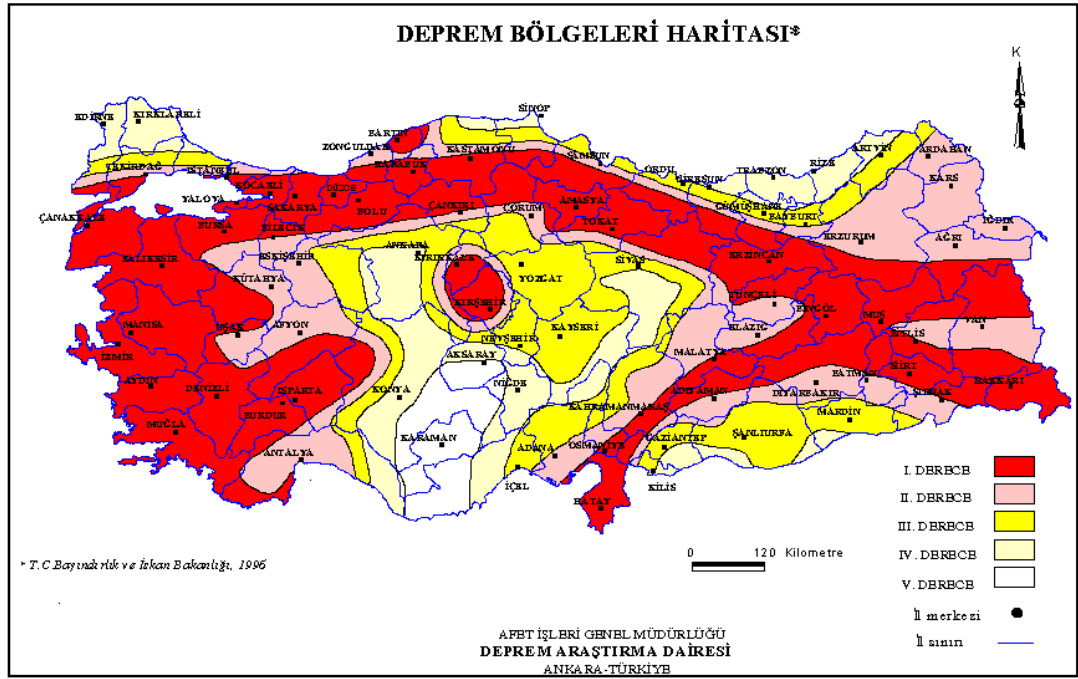 DEPREM BÖLGELERİ HARİTASI*
K
SİNOP
EDİRNE
KIRKLARELİ
BARTIN
ZONGULDAK
KASTAMONU
KARABÜK
SAMSUN
ORDU
GİRESUN
TRABZON
RİZE
ARTVİN
ARDAHAN
KARS
TEKİRDAĞ
İSTANBUL
KOCAELİ
YALOVA
SAKARYA
DÜZCE
BOLU
ÇANKIRI
ÇORUM
AMASYA
TOKAT
GÜMÜŞHANE
BAYBURT
ERZURUM
IĞDIR
AĞRI
ÇANAKKALE
BURSA
BİLECİK
ESKİŞEHİR
ANKARA
KIRIKKALE
YOZGAT
SİVAS
ERZİNCAN
BALIKESİR
KÜTAHYA
KIRŞEHİR
TUNCELİ
BİNGÖL
MUŞ
VAN
MANİSA
UŞAK
AFYON
NEVŞEHİR
KAYSERİ
ELAZIĞ
BİTLİS
İZMİR
AKSARAY
MALATYA
SİİRT
AYDIN
DENİZLİ
ISPARTA
KONYA
NİĞDE
ADIYAMAN
DİYARBAKIR
BATMAN
ŞIRNAK
HAKKARİ
BURDUR
KAHRAMANMARAŞ
MARDİN
MUĞLA
KARAMAN
ADANA
OSMANİYE
GAZİANTEP
ŞANLIURFA
ANTALYA
İÇEL
KİLİS
HATAY
I. DERECE
II. DERECE
III. DERECE
IV. DERECE
V. DERECE
İl merkezi
İl sınırı
0 120 Kilometre
* T.C.Bayındırlık ve İskan Bakanlığı, 1996
AFET İŞLERİ GENEL MÜDÜRLÜĞÜ
DEPREM ARAŞTIRMA DAİRESİ
ANKARA-TÜRKİYE